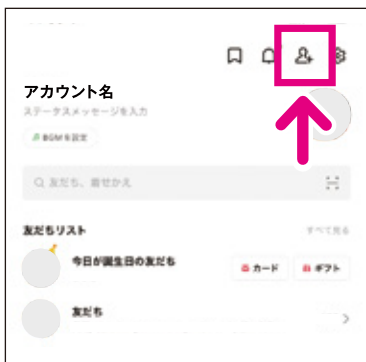 アカウント名
ステータスメッセージを入力
BGMを設定
友だち、着せかえ
友だちリスト
すべて見る
今日が誕生日の友だち
カード
ギフト
友だち